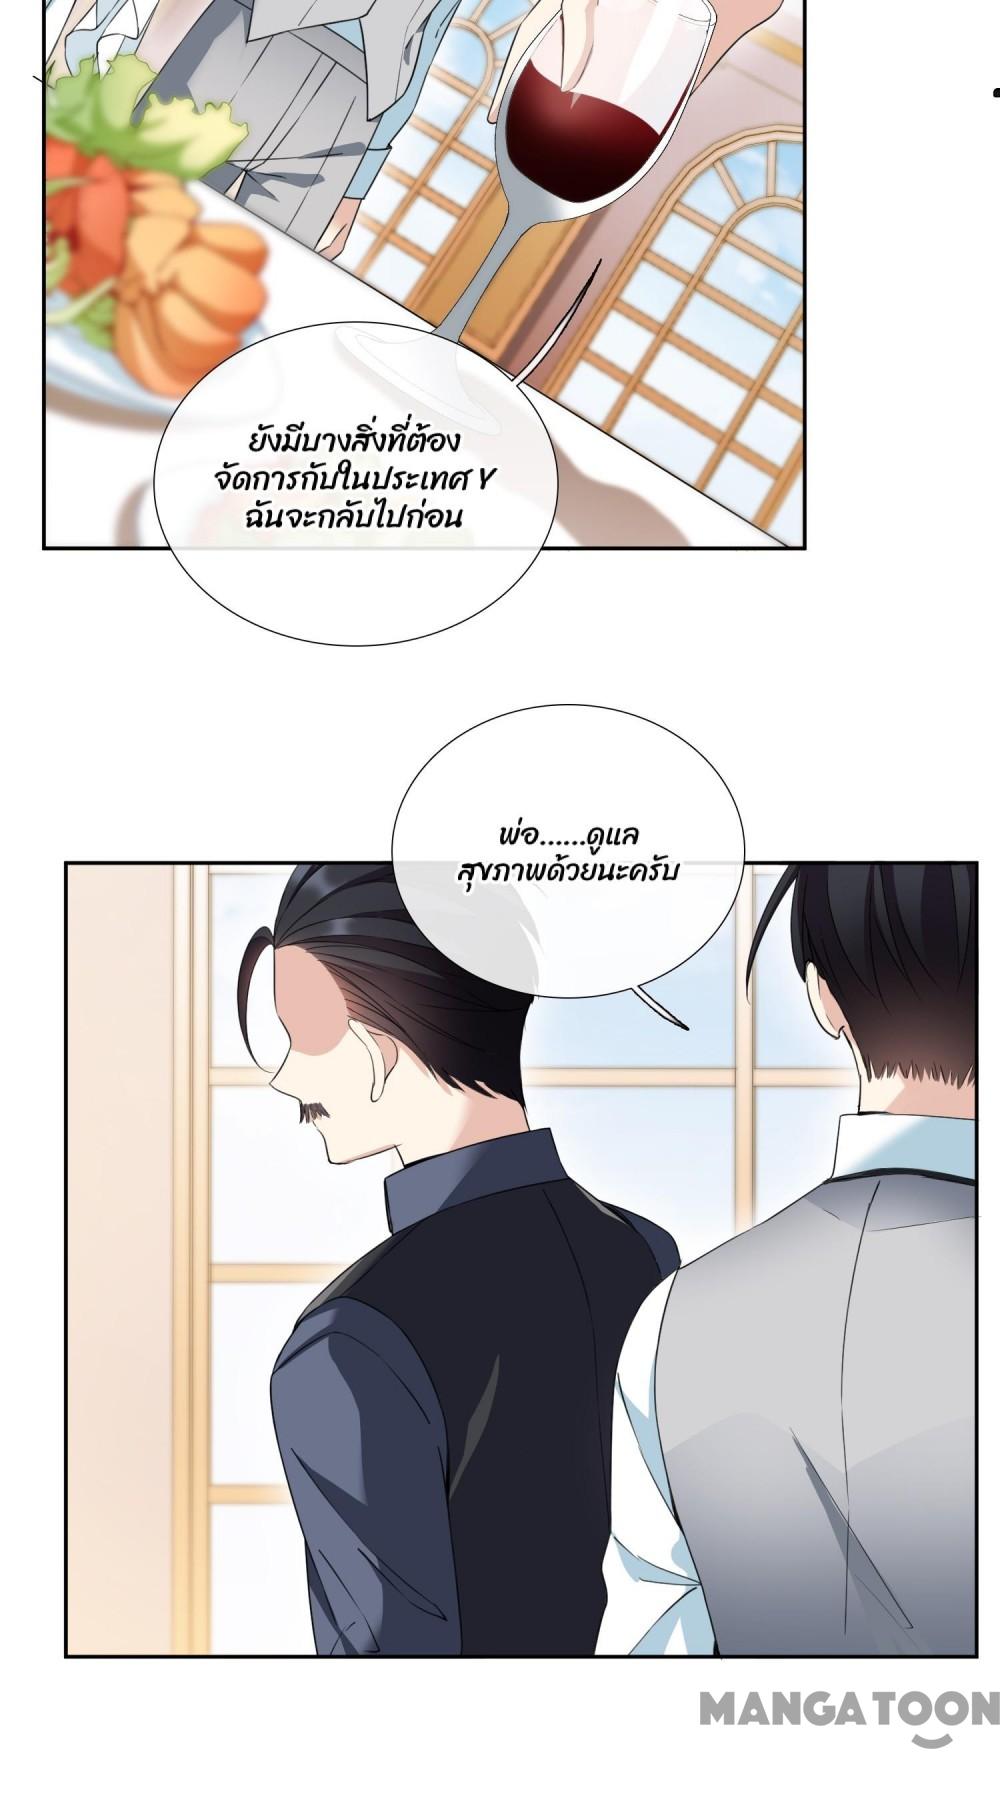 ยังมีบางสิ่งที่ต้อง
จัดการกับในประเทศ Y
ฉันจะกลับไปก่อน
พ่อ......ดูแล
สุขภาพด้วยนะครับ
MANGATOON